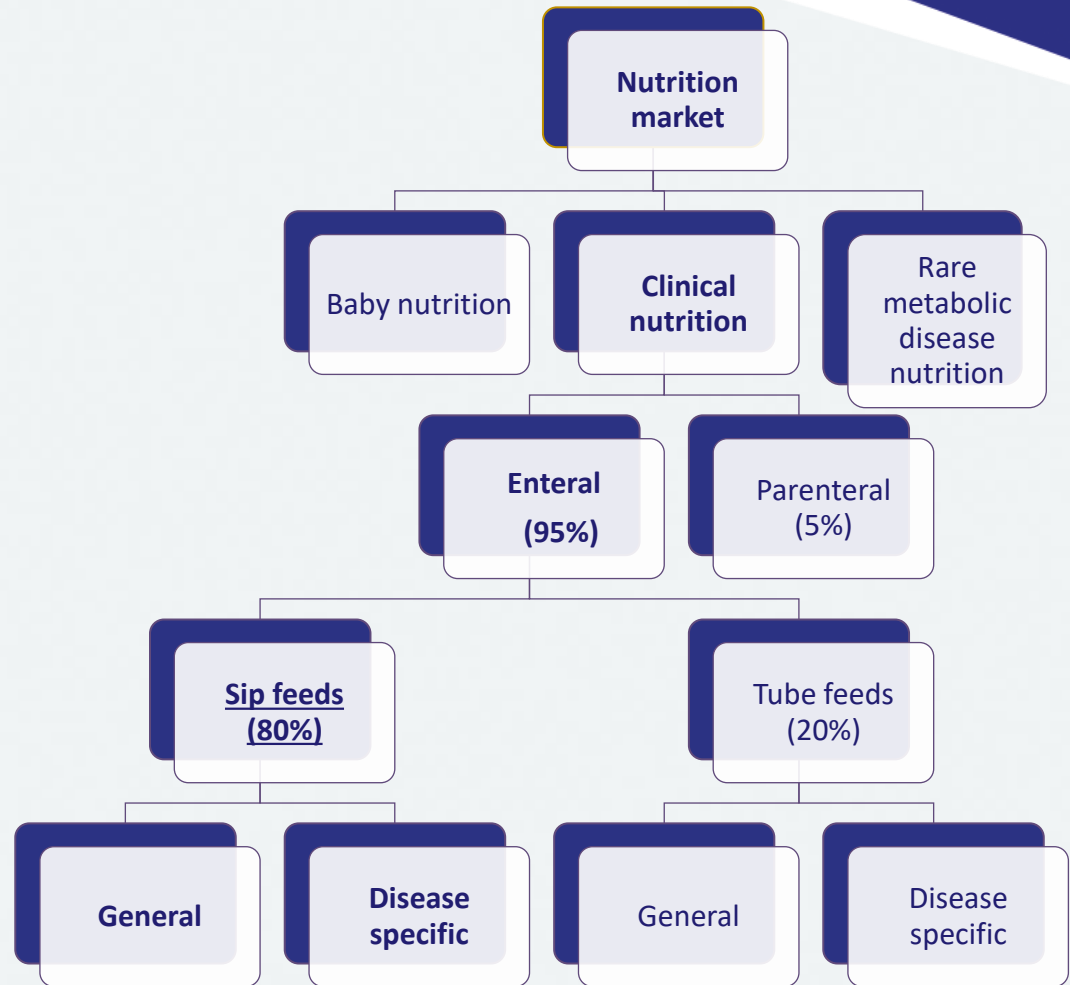 Nutrition
market
Baby nutrition
Clinical
nutrition
Rare
metabolic
disease
nutrition
Enteral
(95%)
Parenteral
(5%)
Sip feeds
(80%)
Tube feeds
(20%)
General
Disease
specific
General
Disease
specific